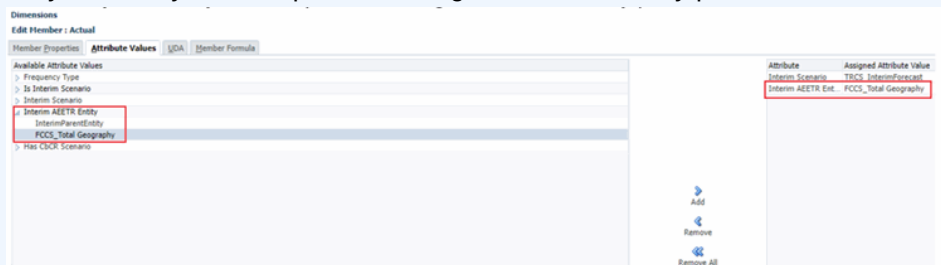 Dimensions
Edit Member : Actual
Member Properties Attribute Values UDA Member Formula
Available Attribute Values Attribute Assigned Attribute Value
Frequency Type Interim Scenario TRCS_InterimForecast
Is Interim Scenario Interim AEETR Ent... FCCS_Total Geography
Interim Scenario
Interim AEETR Entity
InterimParentEntity
FCCS_Total Geography
Has CbCR Scenario
Add
Remove
Remove All